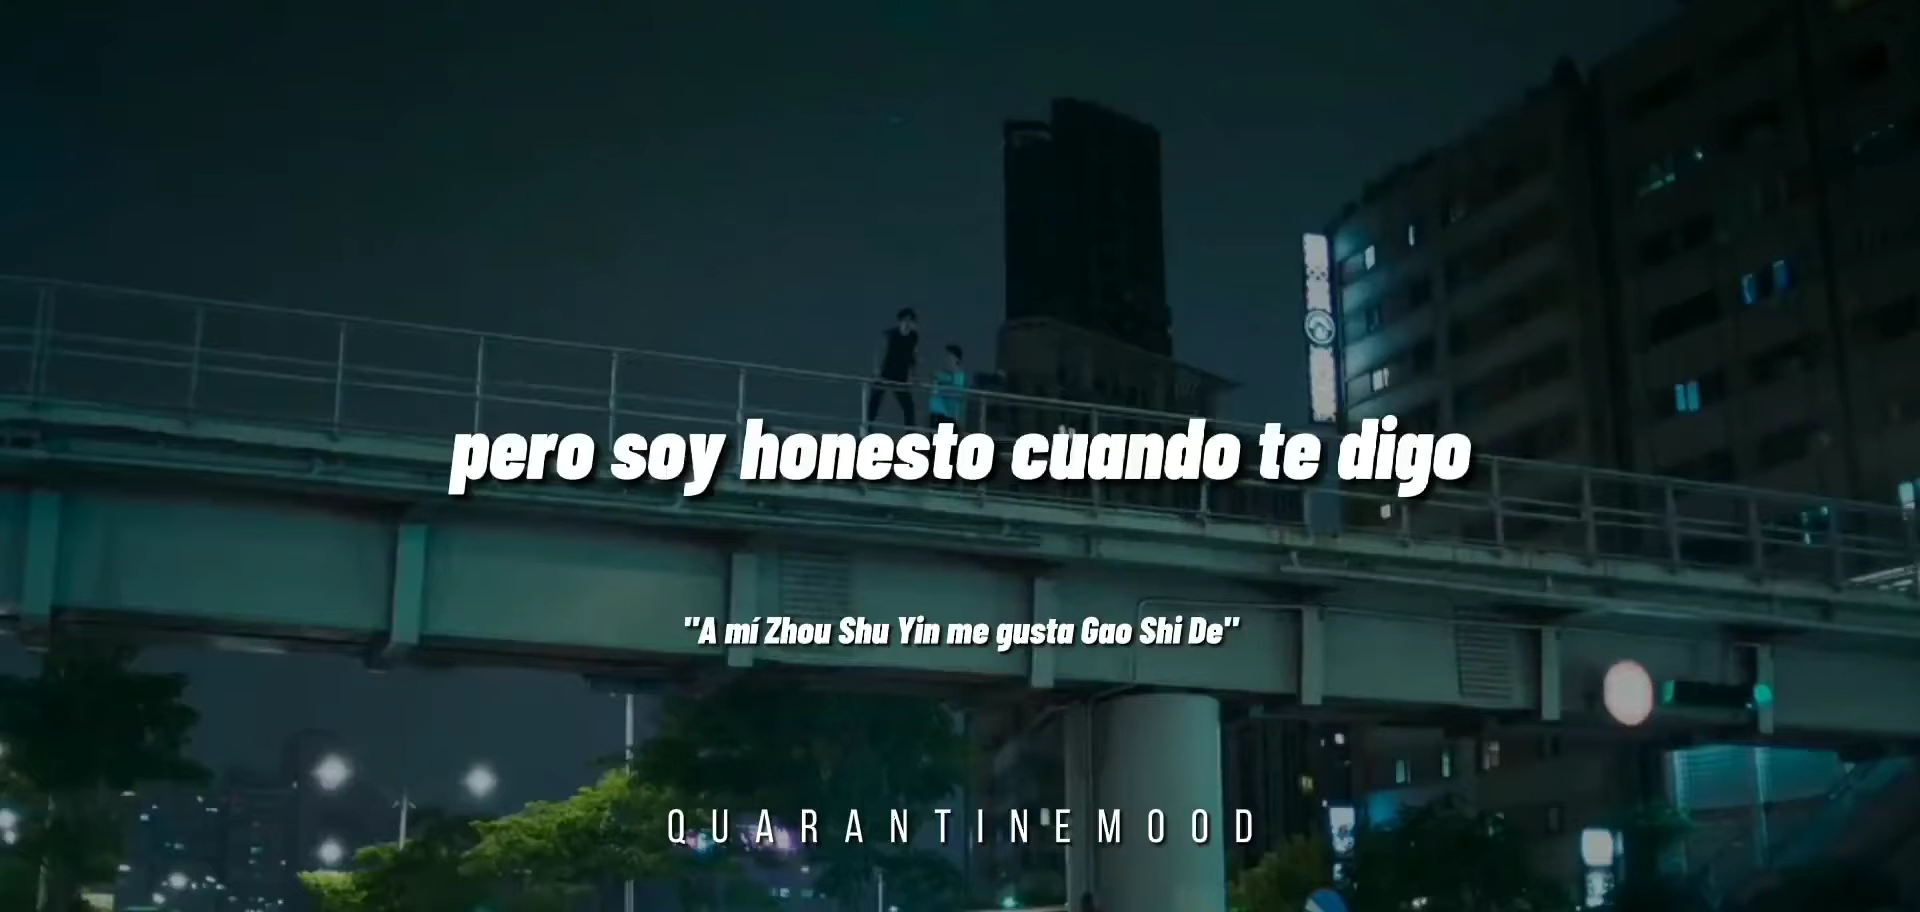 pero soy honesto cuando te digo
"A mí Zhou Shu Yin me gusta Gao Shi De"
QUARANTINEMOOD